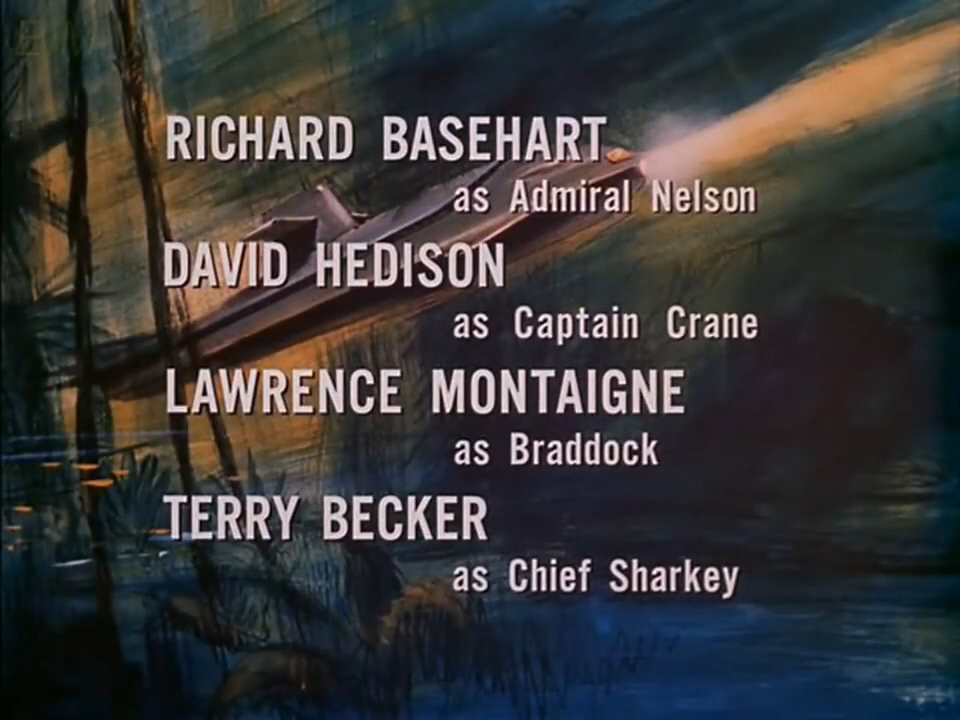 RICHARD BASEHART
as Admiral Nelson
DAVID HEDISON
as Captain Crane
LAWRENCE MONTAIGNE
as Braddock
TERRY BECKER
as Chief Sharkey